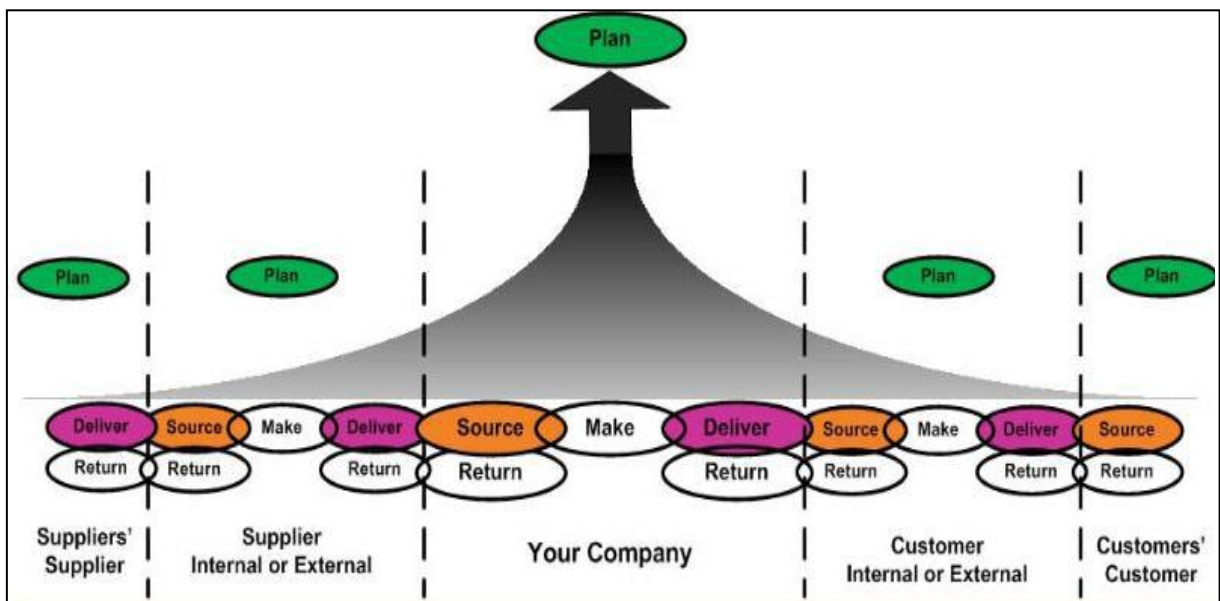 Plan
Plan
Plan
Plan
Plan
Deliver
Source
Make
Deliver
Source
Make
Deliver
Source
Make
Deliver
Source
Return
Return
Return
Return
Return
Return
Return
Return
Suppliers'
Supplier
Supplier
Internal or External
Your Company
Customer
Internal or External
Customers'
Customer